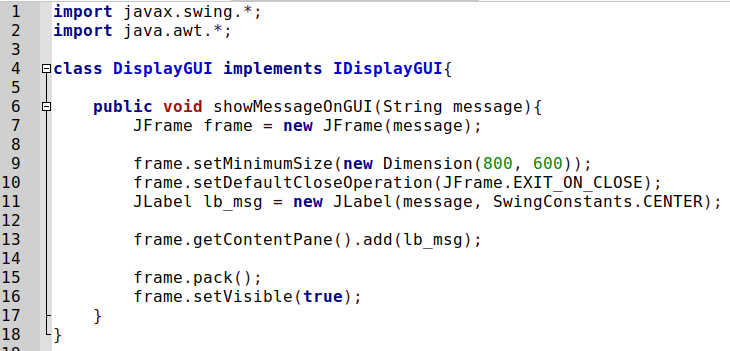 1 import javax.swing.*;
2 import java.awt.*;
3
4 class DisplayGUI implements IDisplayGUI{
5
6     public void showMessageOnGUI(String message){
7         JFrame frame = new JFrame(message);
8
9         frame.setMinimumSize(new Dimension(800, 600));
10         frame.setDefaultCloseOperation(JFrame.EXIT_ON_CLOSE);
11         JLabel lb_msg = new JLabel(message, SwingConstants.CENTER);
12
13         frame.getContentPane().add(lb_msg);
14
15         frame.pack();
16         frame.setVisible(true);
17     }
18 }